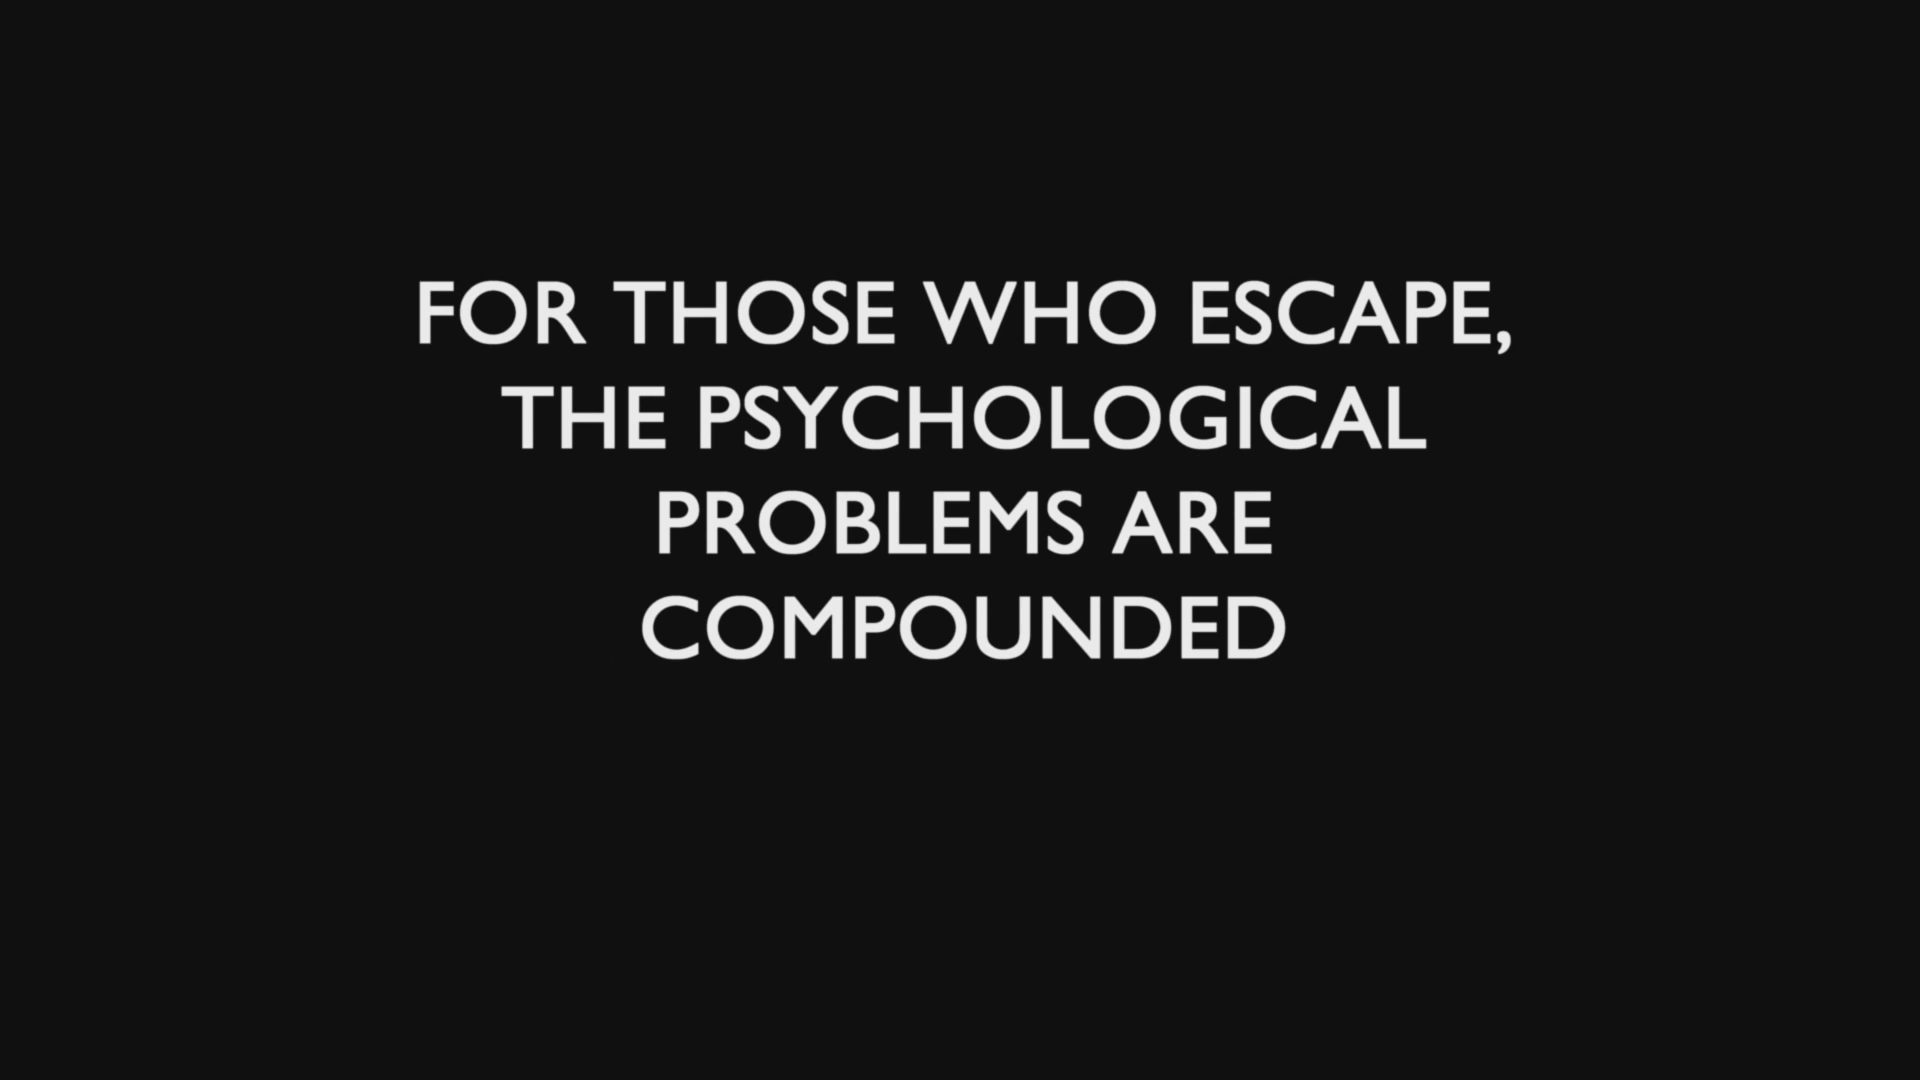 FOR THOSE WHO ESCAPE,
THE PSYCHOLOGICAL
PROBLEMS ARE
COMPOUNDED